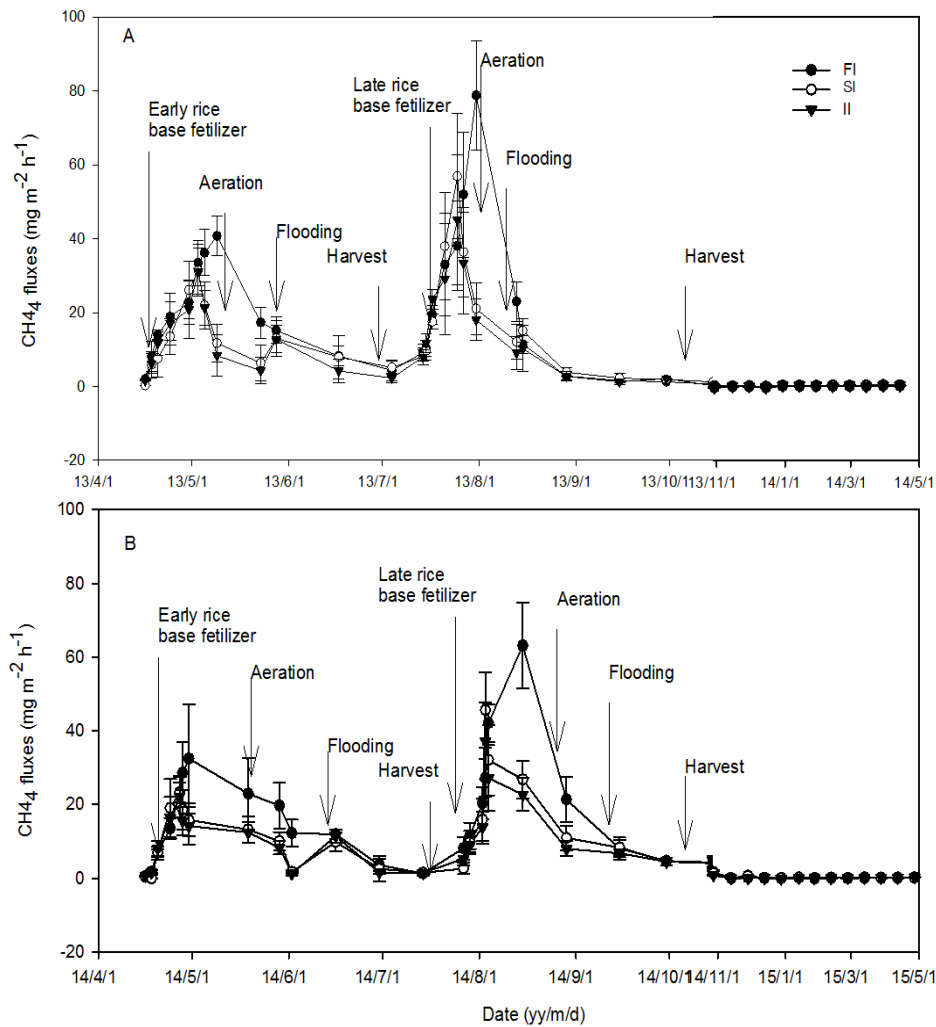 100
A
FI
SI
II
Aeration
Late rice
base fetilizer
Early rice
base fetilizer
Flooding
Aeration
Flooding
Harvest
Harvest
CH4₄ fluxes (mg m⁻² h⁻¹)
80
60
40
20
0
-20
13/4/1 13/5/1 13/6/1 13/7/1 13/8/1 13/9/1 13/10/1 13/11/1 14/1/1 14/3/1 14/5/1
100
B
Late rice
base fetilizer
Aeration
Early rice
base fetilizer
Aeration
Flooding
Flooding
Harvest
Harvest
CH4₄ fluxes (mg m⁻² h⁻¹)
80
60
40
20
0
-20
14/4/1 14/5/1 14/6/1 14/7/1 14/8/1 14/9/1 14/10/1 14/11/1 15/1/1 15/3/1 15/5/1
Date (yy/m/d)